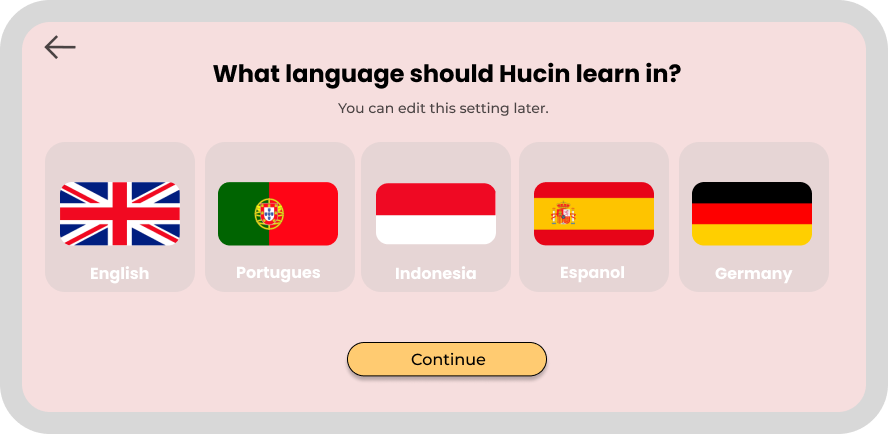 What language should Hucin learn in?
You can edit this setting later.
English
Portugues
Indonesia
Espanol
Germany
Continue